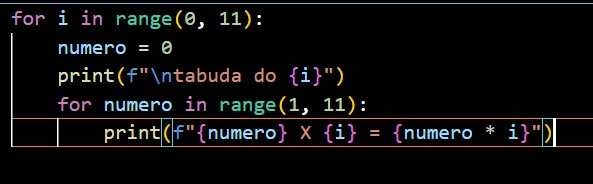 for i in range(0, 11):
    numero = 0
    print(f"\ntabuda do {i}")
    for numero in range(1, 11):
        print(f"{numero} X {i} = {numero * i}")